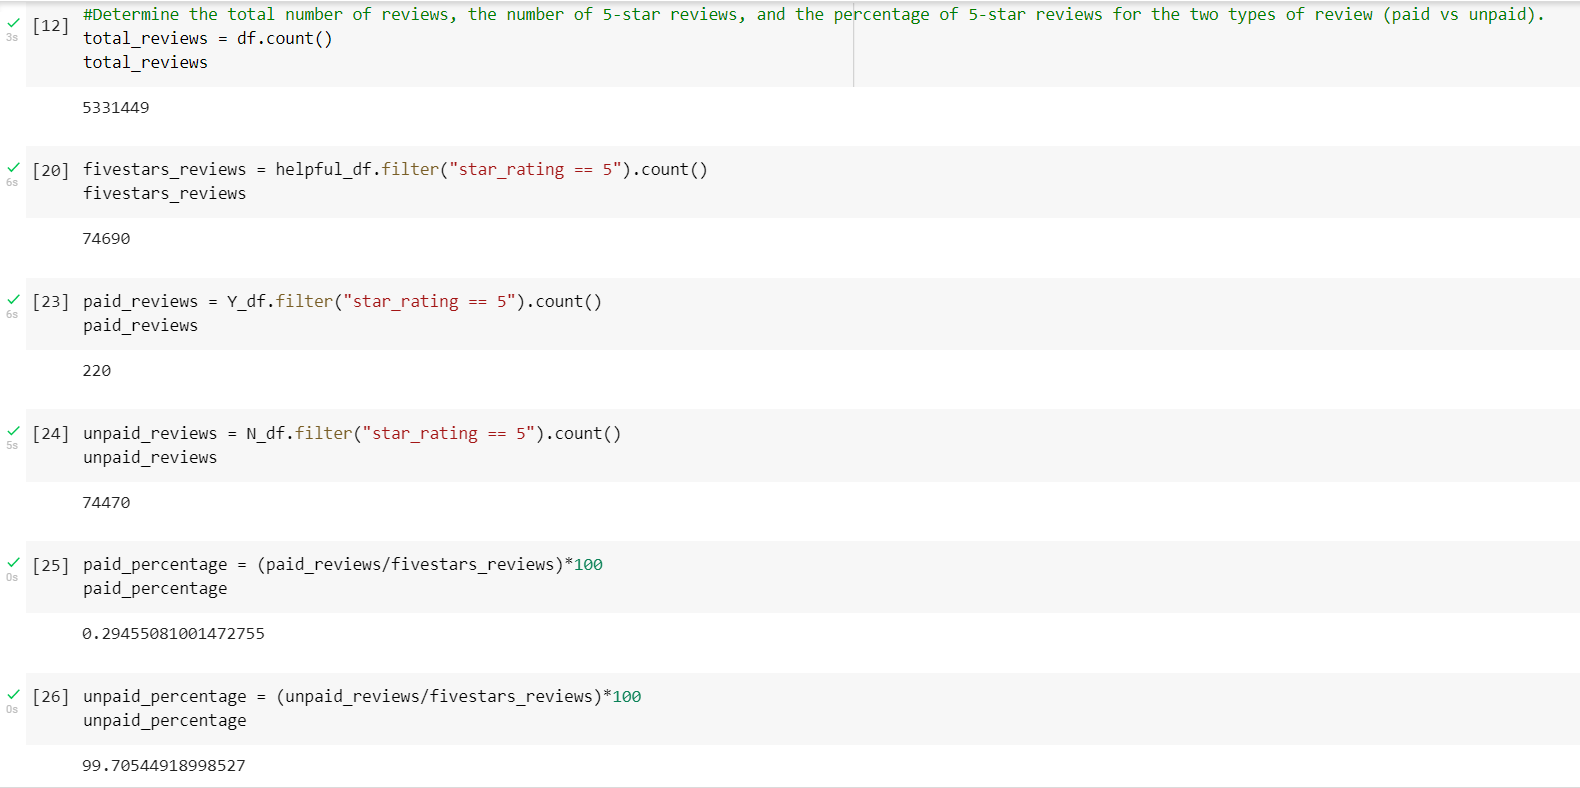 #Determine the total number of reviews, the number of 5-star reviews, and the percentage of 5-star reviews for the two types of review (paid vs unpaid).
[12] total_reviews = df.count()
3s
total_reviews
5331449
[20] fivestars_reviews = helpful_df.filter("star_rating == 5").count()
6s
fivestars_reviews
74690
[23] paid_reviews = Y_df.filter("star_rating == 5").count()
6s
paid_reviews
220
[24] unpaid_reviews = N_df.filter("star_rating == 5").count()
5s
unpaid_reviews
74470
[25] paid_percentage = (paid_reviews/fivestars_reviews)*100
0s
paid_percentage
0.29455081001472755
[26] unpaid_percentage = (unpaid_reviews/fivestars_reviews)*100
0s
unpaid_percentage
99.70544918998527